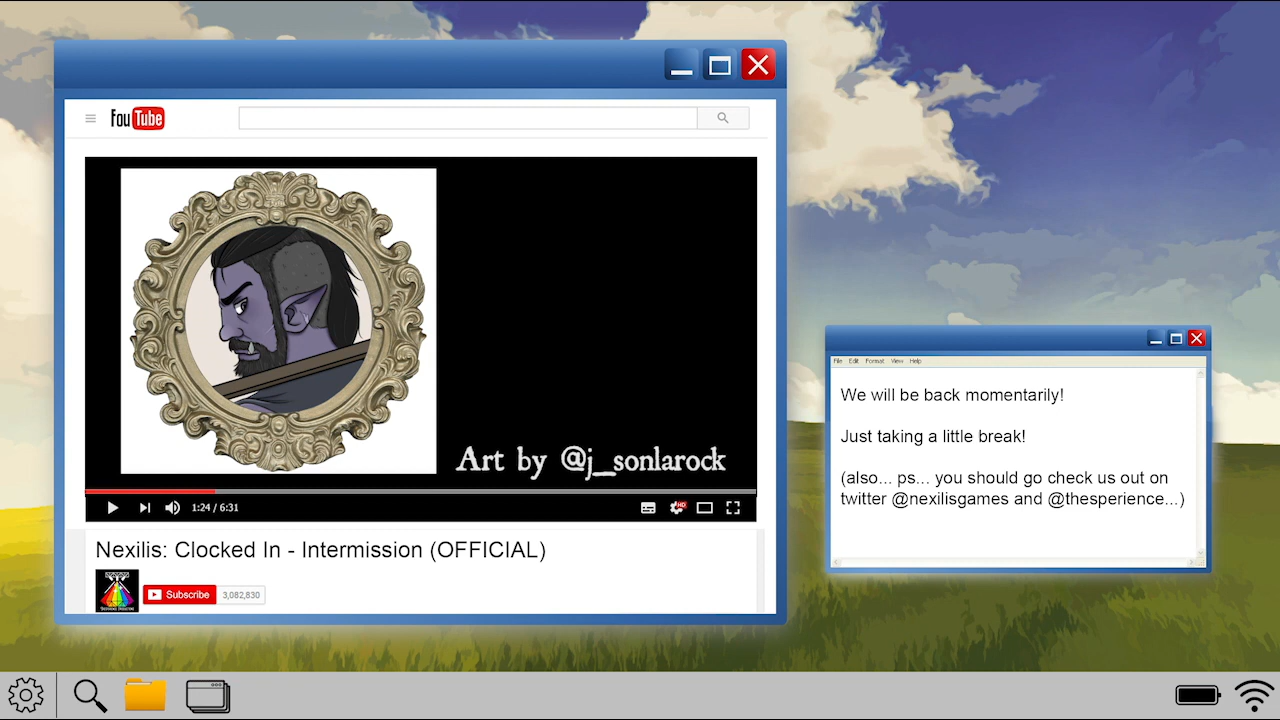 FouTube
Art by @j_sonlarock
1:24 / 6:31
HD
Nexilis: Clocked In - Intermission (OFFICIAL)
Subscribe 3,082,830
File Edit Format View Help
We will be back momentarily!
Just taking a little break!
(also... ps... you should go check us out on
twitter @nexilisgames and @thesperience...)